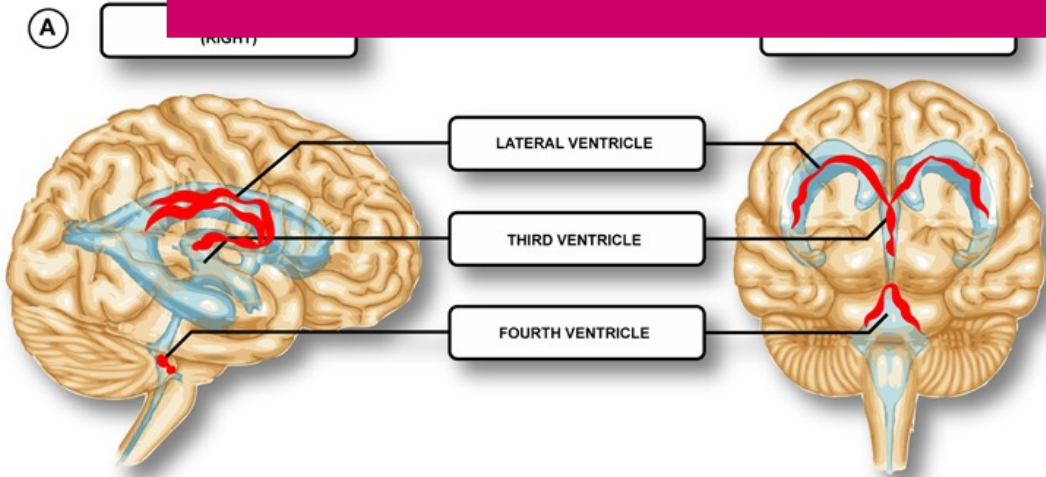 A
(RIGHT)
LATERAL VENTRICLE
THIRD VENTRICLE
FOURTH VENTRICLE